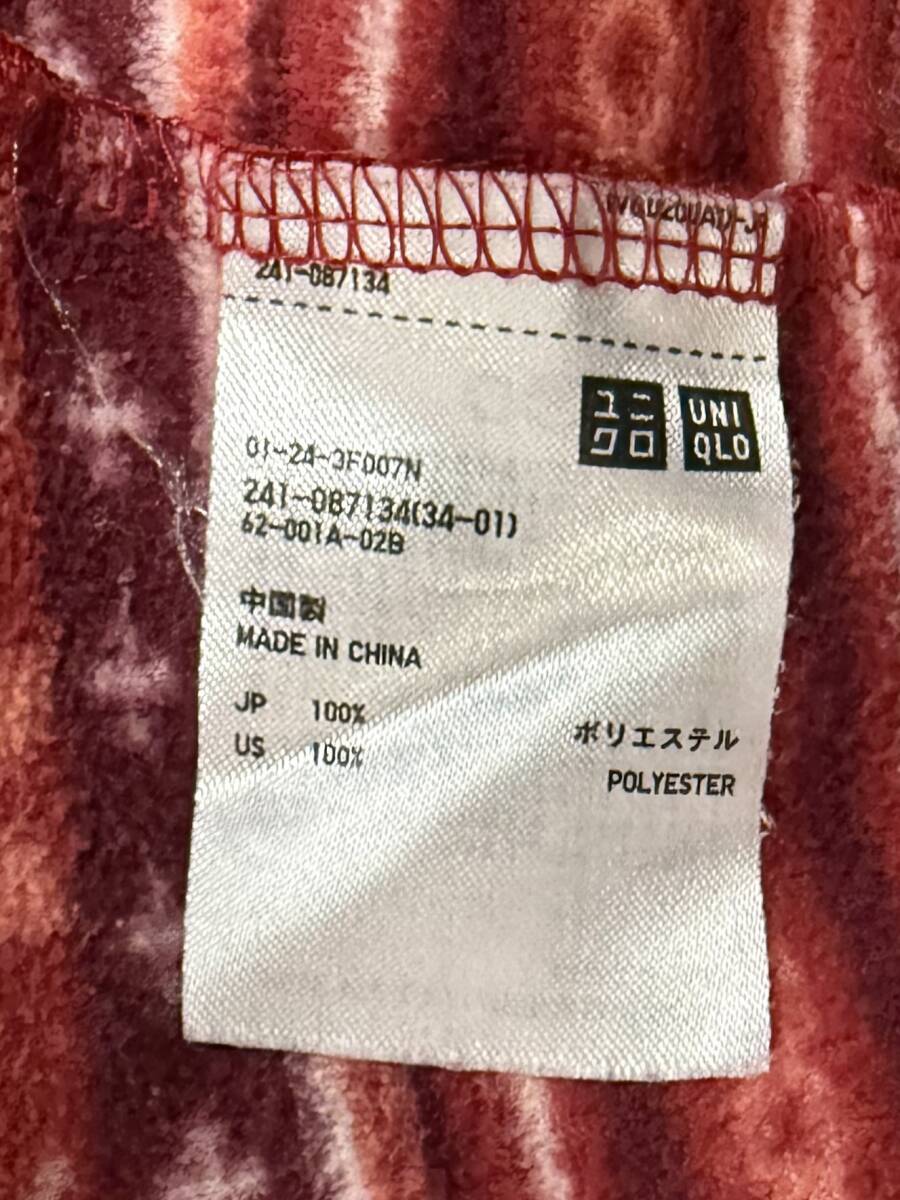 241-087134
ユニ
クロ
UNI
QLO
01-24-3F007N
241-087134(34-01)
62-001A-02B
中国製
MADE IN CHINA
JP 100% ポリエステル
US 100% POLYESTER